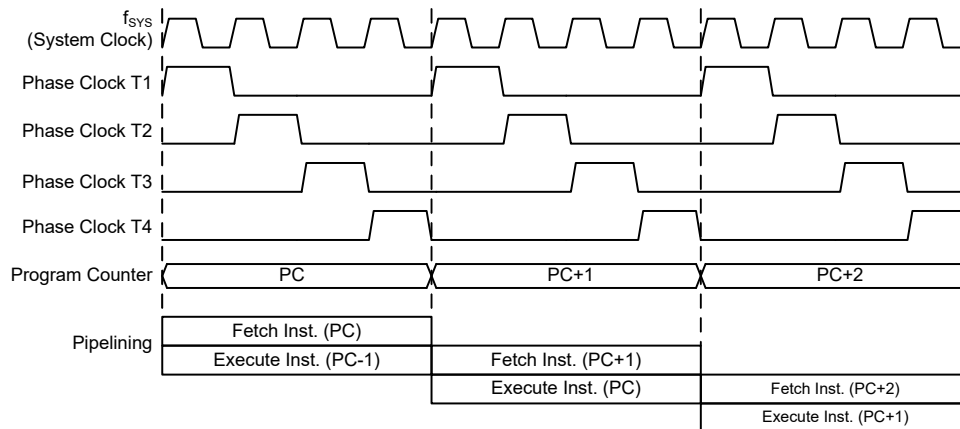 fSYS
(System Clock)
Phase Clock T1
Phase Clock T2
Phase Clock T3
Phase Clock T4
Program Counter PC PC+1 PC+2
Pipelining
Fetch Inst. (PC)
Execute Inst. (PC-1) Fetch Inst. (PC+1)
Execute Inst. (PC) Fetch Inst. (PC+2)
Execute Inst. (PC+1)